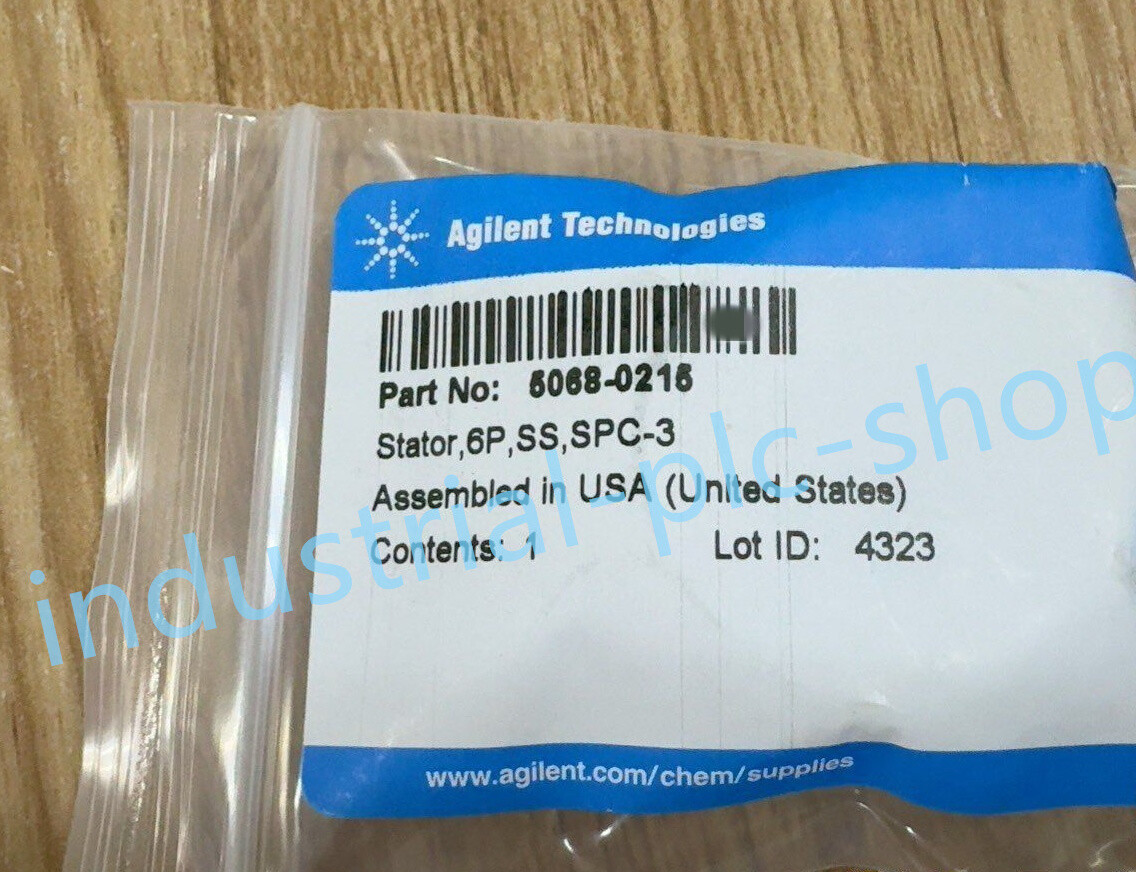 Agilent Technologies
Part No: 5068-0215
Stator,6P,SS,SPC-3
Assembled in USA (United States)
Contents: 1 Lot ID: 4323
www.agilent.com/chem/supplies
industrial-plc-shop